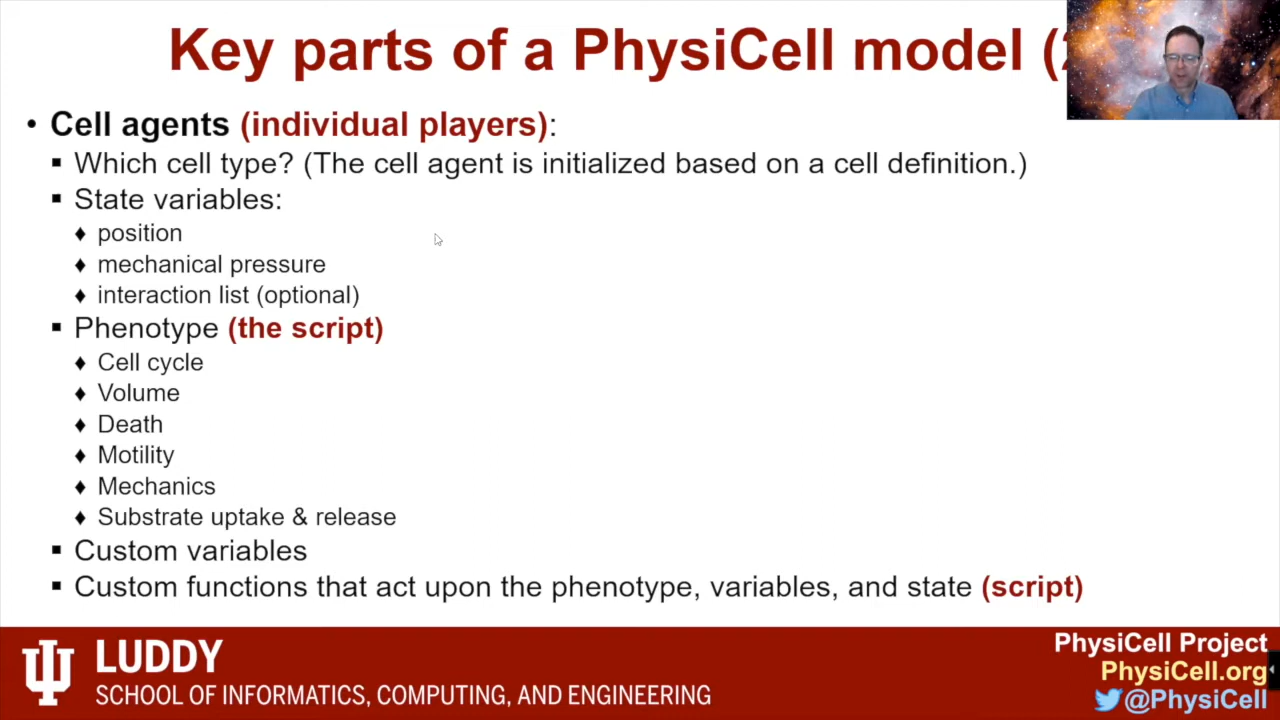 Key parts of a PhysiCell model (2
• Cell agents (individual players):
▪ Which cell type? (The cell agent is initialized based on a cell definition.)
▪ State variables:
♦ position
♦ mechanical pressure
♦ interaction list (optional)
▪ Phenotype (the script)
♦ Cell cycle
♦ Volume
♦ Death
♦ Motility
♦ Mechanics
♦ Substrate uptake & release
▪ Custom variables
▪ Custom functions that act upon the phenotype, variables, and state (script)
LUDDY
SCHOOL OF INFORMATICS, COMPUTING, AND ENGINEERING
PhysiCell Project
PhysiCell.org
@PhysiCell